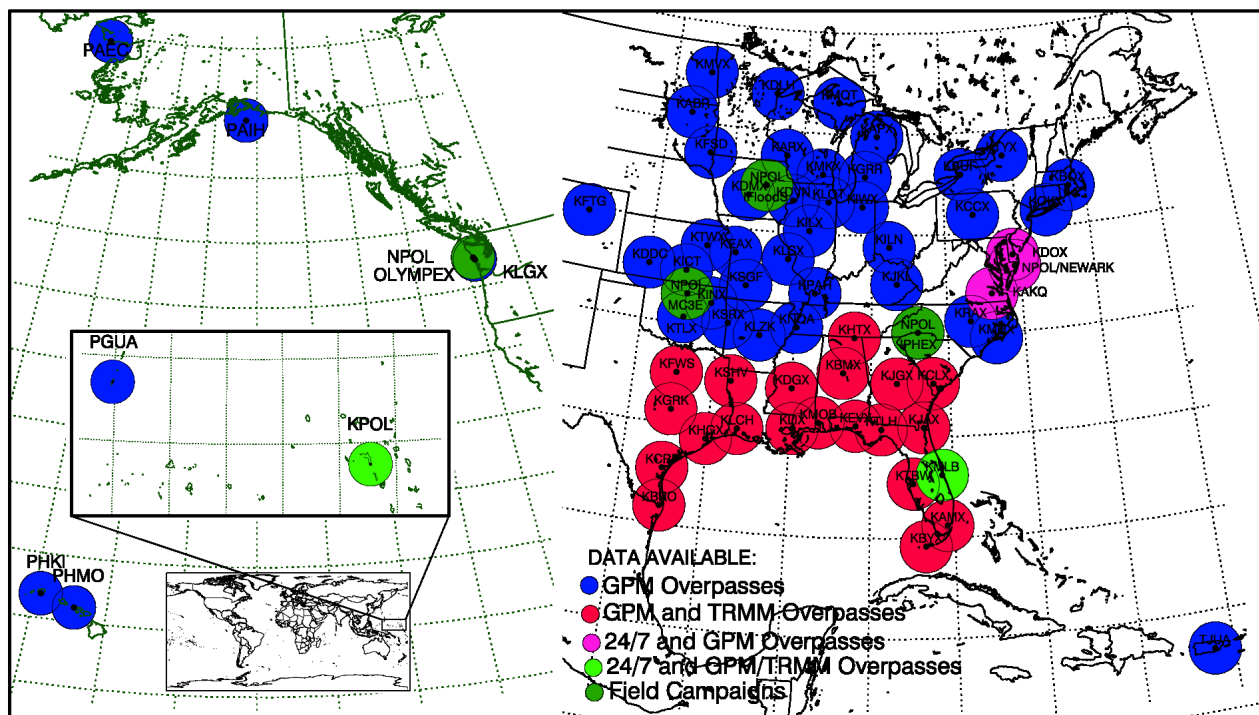 PAEC
PAIH
NPOL
OLYMPEX
KLGX
PGUA
KPOL
PHKI
PHMO
KMVX
KDLH
KMQT
KABR
KAPX
KFSD
KARX
KMKX
KGRR
KTYX
KBUF
KBOX
KOKX
NPOL
IFloodS
KDMX
KDVN
KLOT
KIWX
KFTG
KCCX
KILX
KTWX
KEAX
KLSX
KILN
KDDC
KICT
KDOX
NPOL/NEWARK
NPOL
MC3E
KINX
KSGF
KPAH
KJKL
KAKQ
KTLX
KSRX
KLZK
KNQA
KHTX
NPOL
IPHEX
KRAX
KMHX
KFWS
KSHV
KDGX
KBMX
KJGX
KCLX
KGRK
KHGX
KLCH
KLIX
KMOB
KEVX
KTLH
KJAX
KCRP
KBRO
KTBW
KMLB
KAMX
KBYX
TJUA
DATA AVAILABLE:
GPM Overpasses
GPM and TRMM Overpasses
24/7 and GPM Overpasses
24/7 and GPM/TRMM Overpasses
Field Campaigns